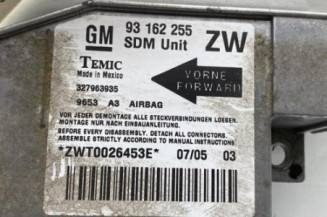 GM 93 162 255 ZW
SDM Unit
TEMIC
Made in Mexico
VORNE
FORWARD
327963935
9653 A3 AIRBAG
VOR JEDER DEMONTAGE ALLE STECKVERBINDUNGEN LOESEN.
MONTAGE NUR NACH EINBAUANLEITUNG.
BEFORE EVERY DISASSEMBLY, DETACH ALL CONNECTORS.
ASSEMBLE STRICTLY ACCORDING TO MANUAL INSTRUCTIONS
*ZWT0026453E* 07/05 03